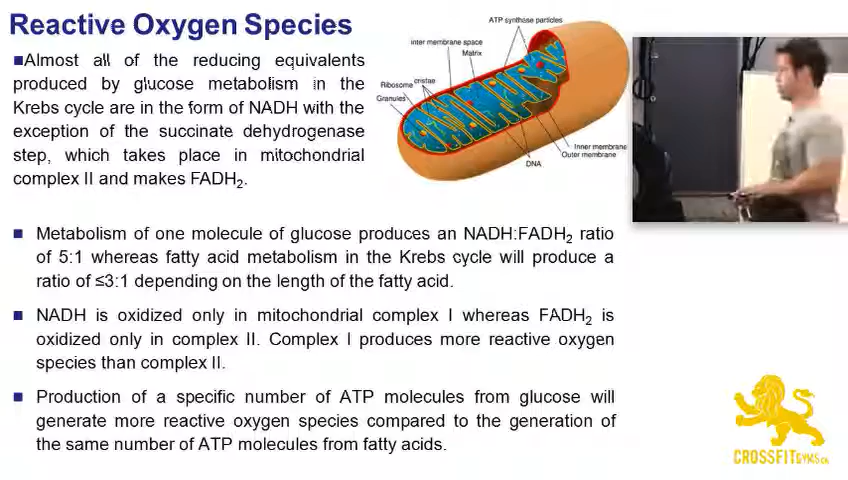 Reactive Oxygen Species
Almost all of the reducing equivalents
produced by glucose metabolism in the
Krebs cycle are in the form of NADH with the
exception of the succinate dehydrogenase
step, which takes place in mitochondrial
complex II and makes FADH₂.
ATP synthase particles
inter membrane space
Matrix
cristae
Ribosome
Granules
Inner membrane
Outer membrane
DNA
Metabolism of one molecule of glucose produces an NADH:FADH₂ ratio
of 5:1 whereas fatty acid metabolism in the Krebs cycle will produce a
ratio of ≤3:1 depending on the length of the fatty acid.
NADH is oxidized only in mitochondrial complex I whereas FADH₂ is
oxidized only in complex II. Complex I produces more reactive oxygen
species than complex II.
Production of a specific number of ATP molecules from glucose will
generate more reactive oxygen species compared to the generation of
the same number of ATP molecules from fatty acids.
CROSSFITGYMS.CA